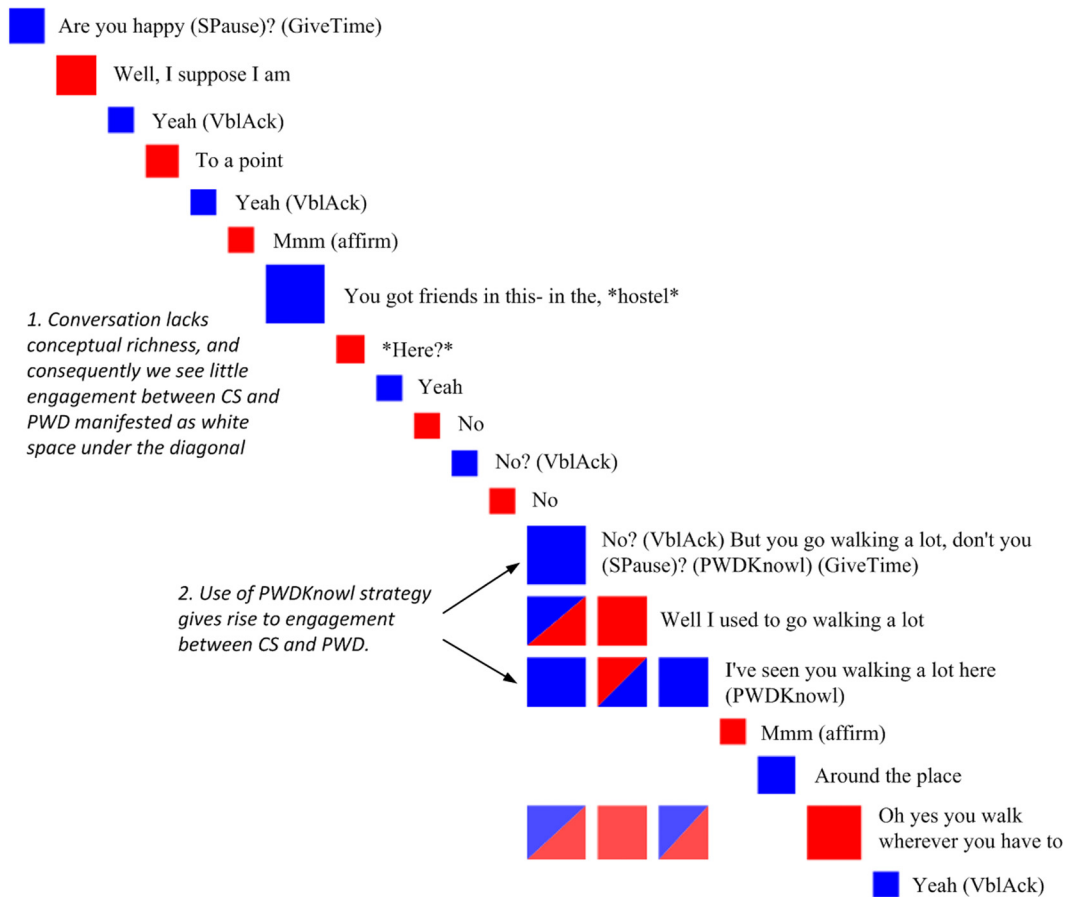 Are you happy (SPause)? (GiveTime)
Well, I suppose I am
Yeah (VblAck)
To a point
Yeah (VblAck)
Mmm (affirm)
You got friends in this- in the, *hostel*
1. Conversation lacks
conceptual richness, and
consequently we see little
engagement between CS and
PWD manifested as white
space under the diagonal
*Here?*
Yeah
No
No? (VblAck)
No
No? (VblAck) But you go walking a lot, don't you
(SPause)? (PWDKnowl) (GiveTime)
2. Use of PWDKnowl strategy
gives rise to engagement
between CS and PWD.
Well I used to go walking a lot
I've seen you walking a lot here
(PWDKnowl)
Mmm (affirm)
Around the place
Oh yes you walk
wherever you have to
Yeah (VblAck)